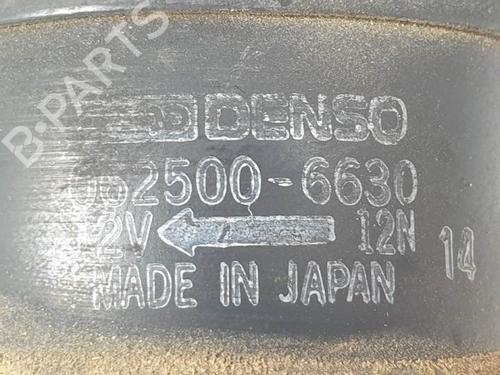 B-PARTS
DENSO
062500-6630
12V 12N
14
MADE IN JAPAN